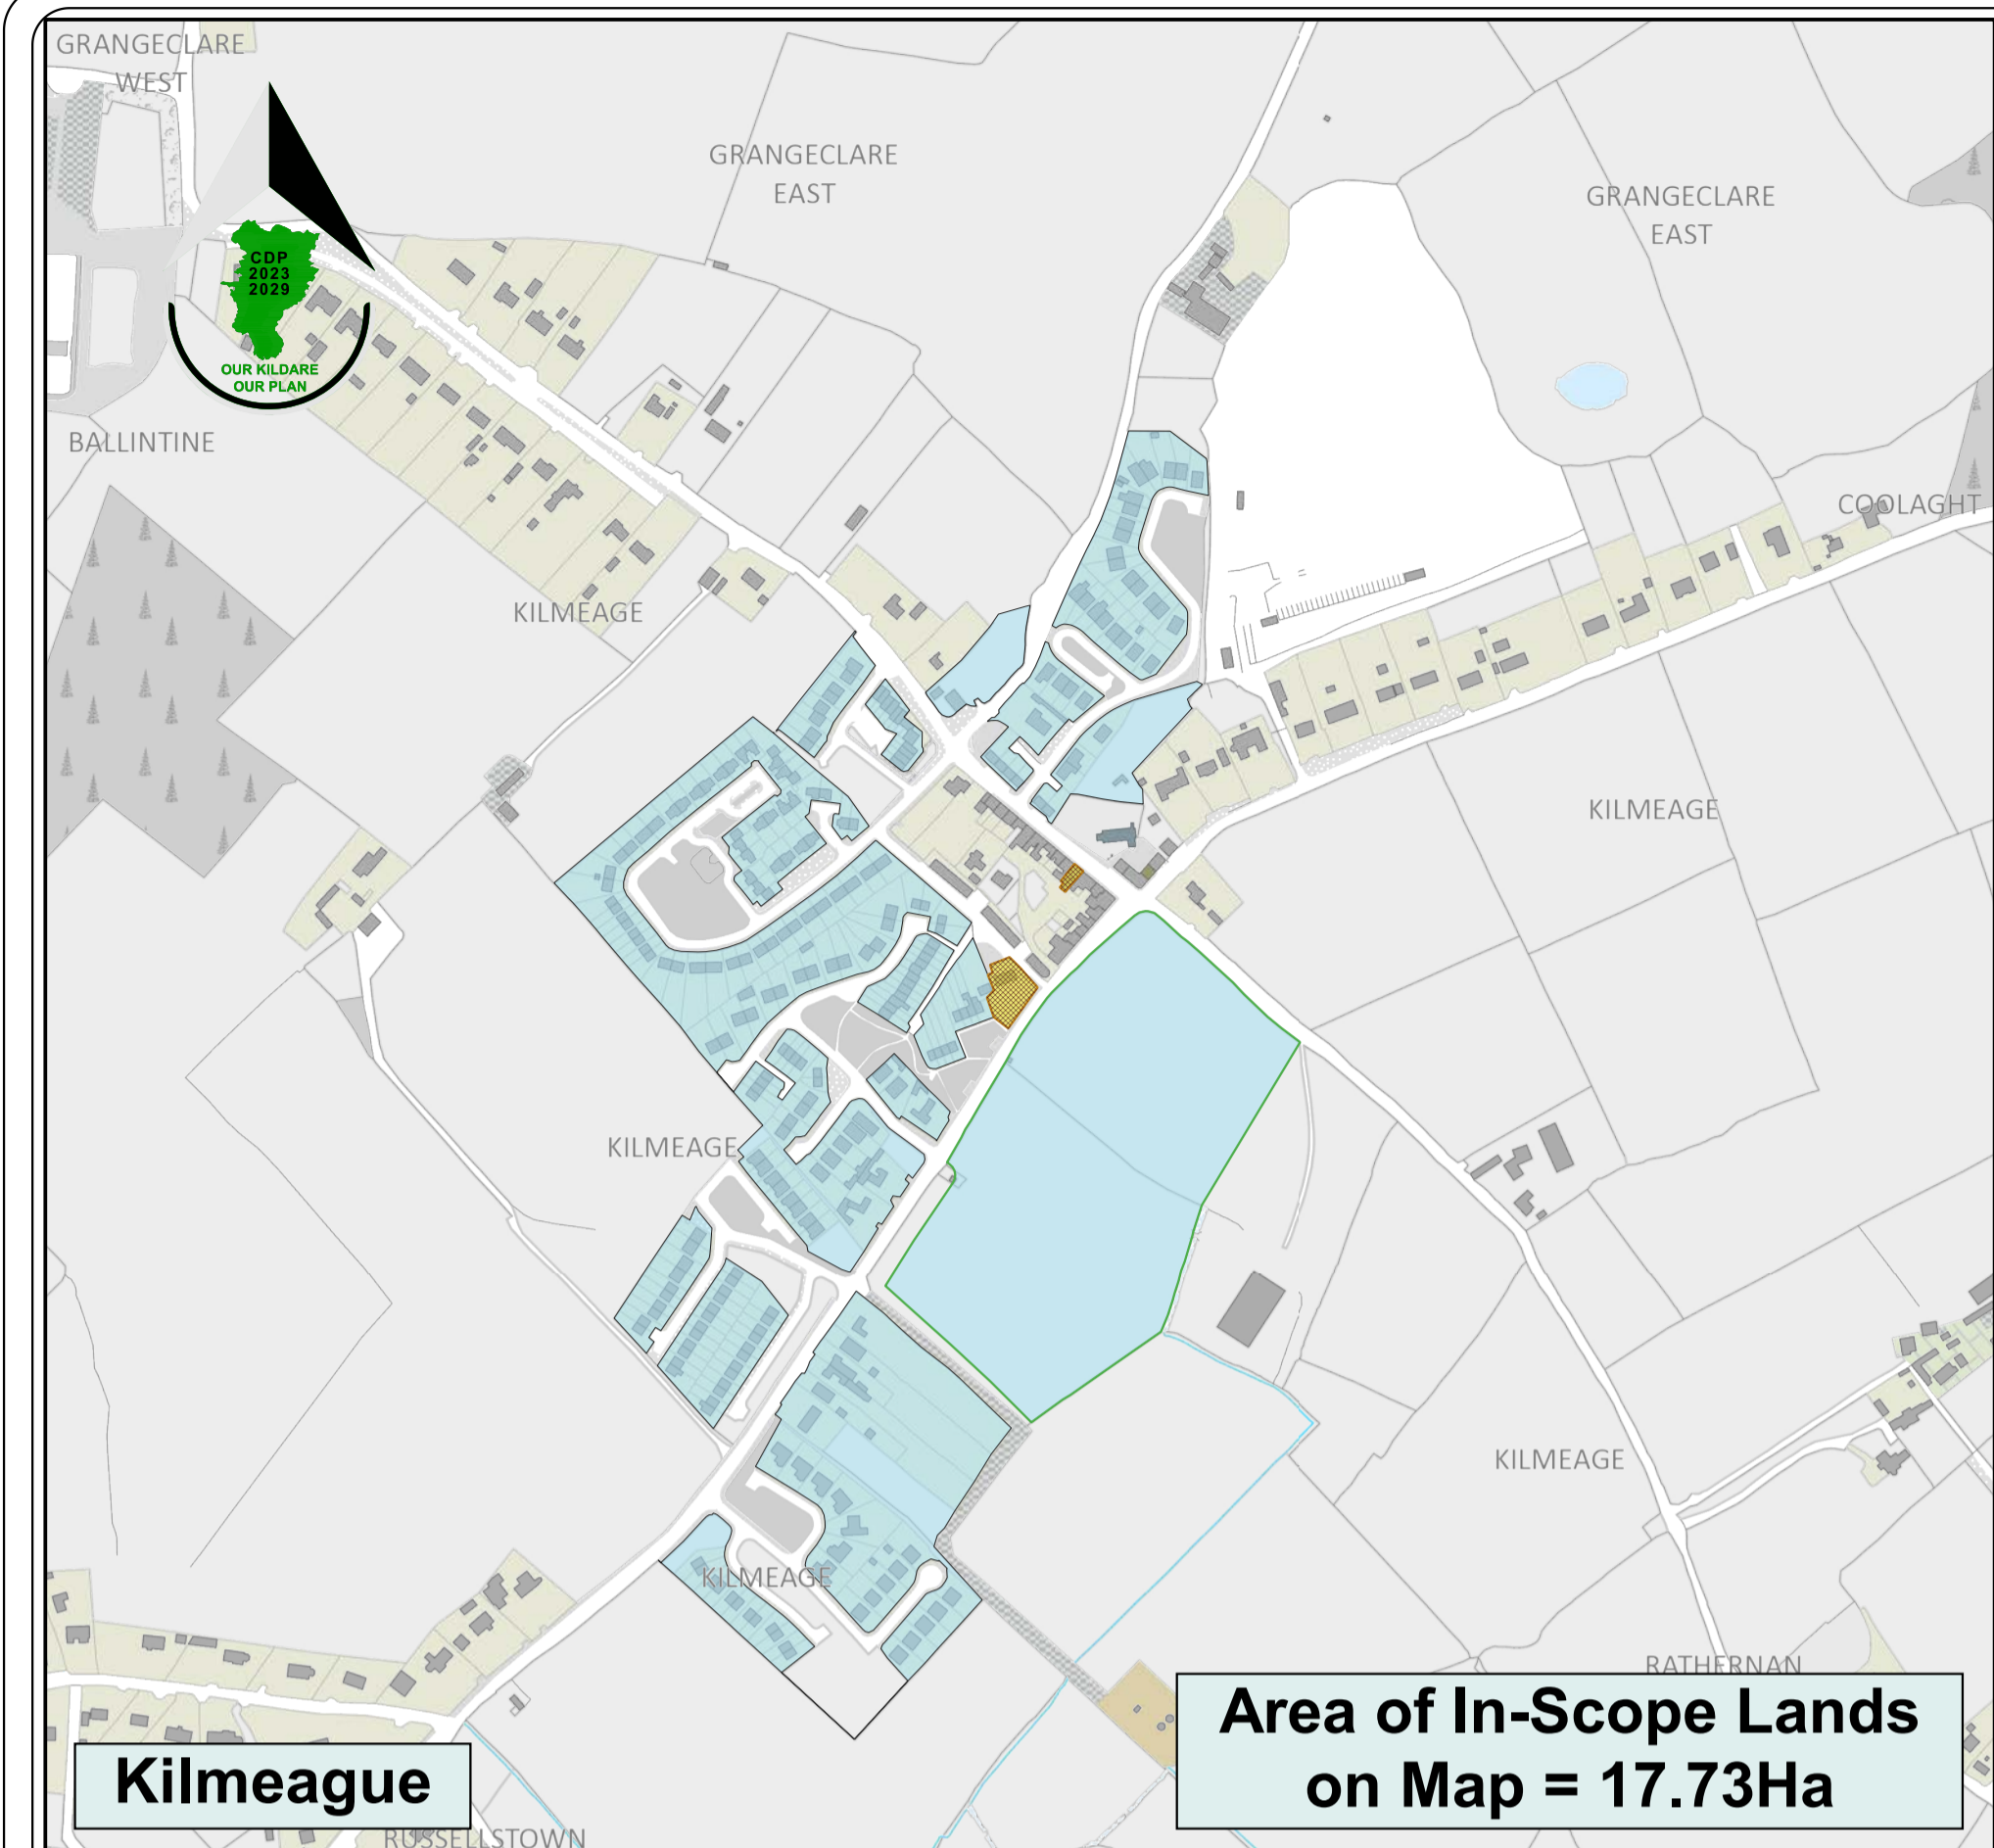 GRANGECLARE
WEST
GRANGECLARE
EAST
GRANGECLARE
EAST
CDP
2023
2029
OUR KILDARE
OUR PLAN
BALLINTINE
COOLAGHT
KILMEAGE
KILMEAGE
KILMEAGE
KILMEAGE
KILMEAGE
RATHERNAN
Area of In-Scope Lands
on Map = 17.73Ha
Kilmeague
RUSSELLSTOWN